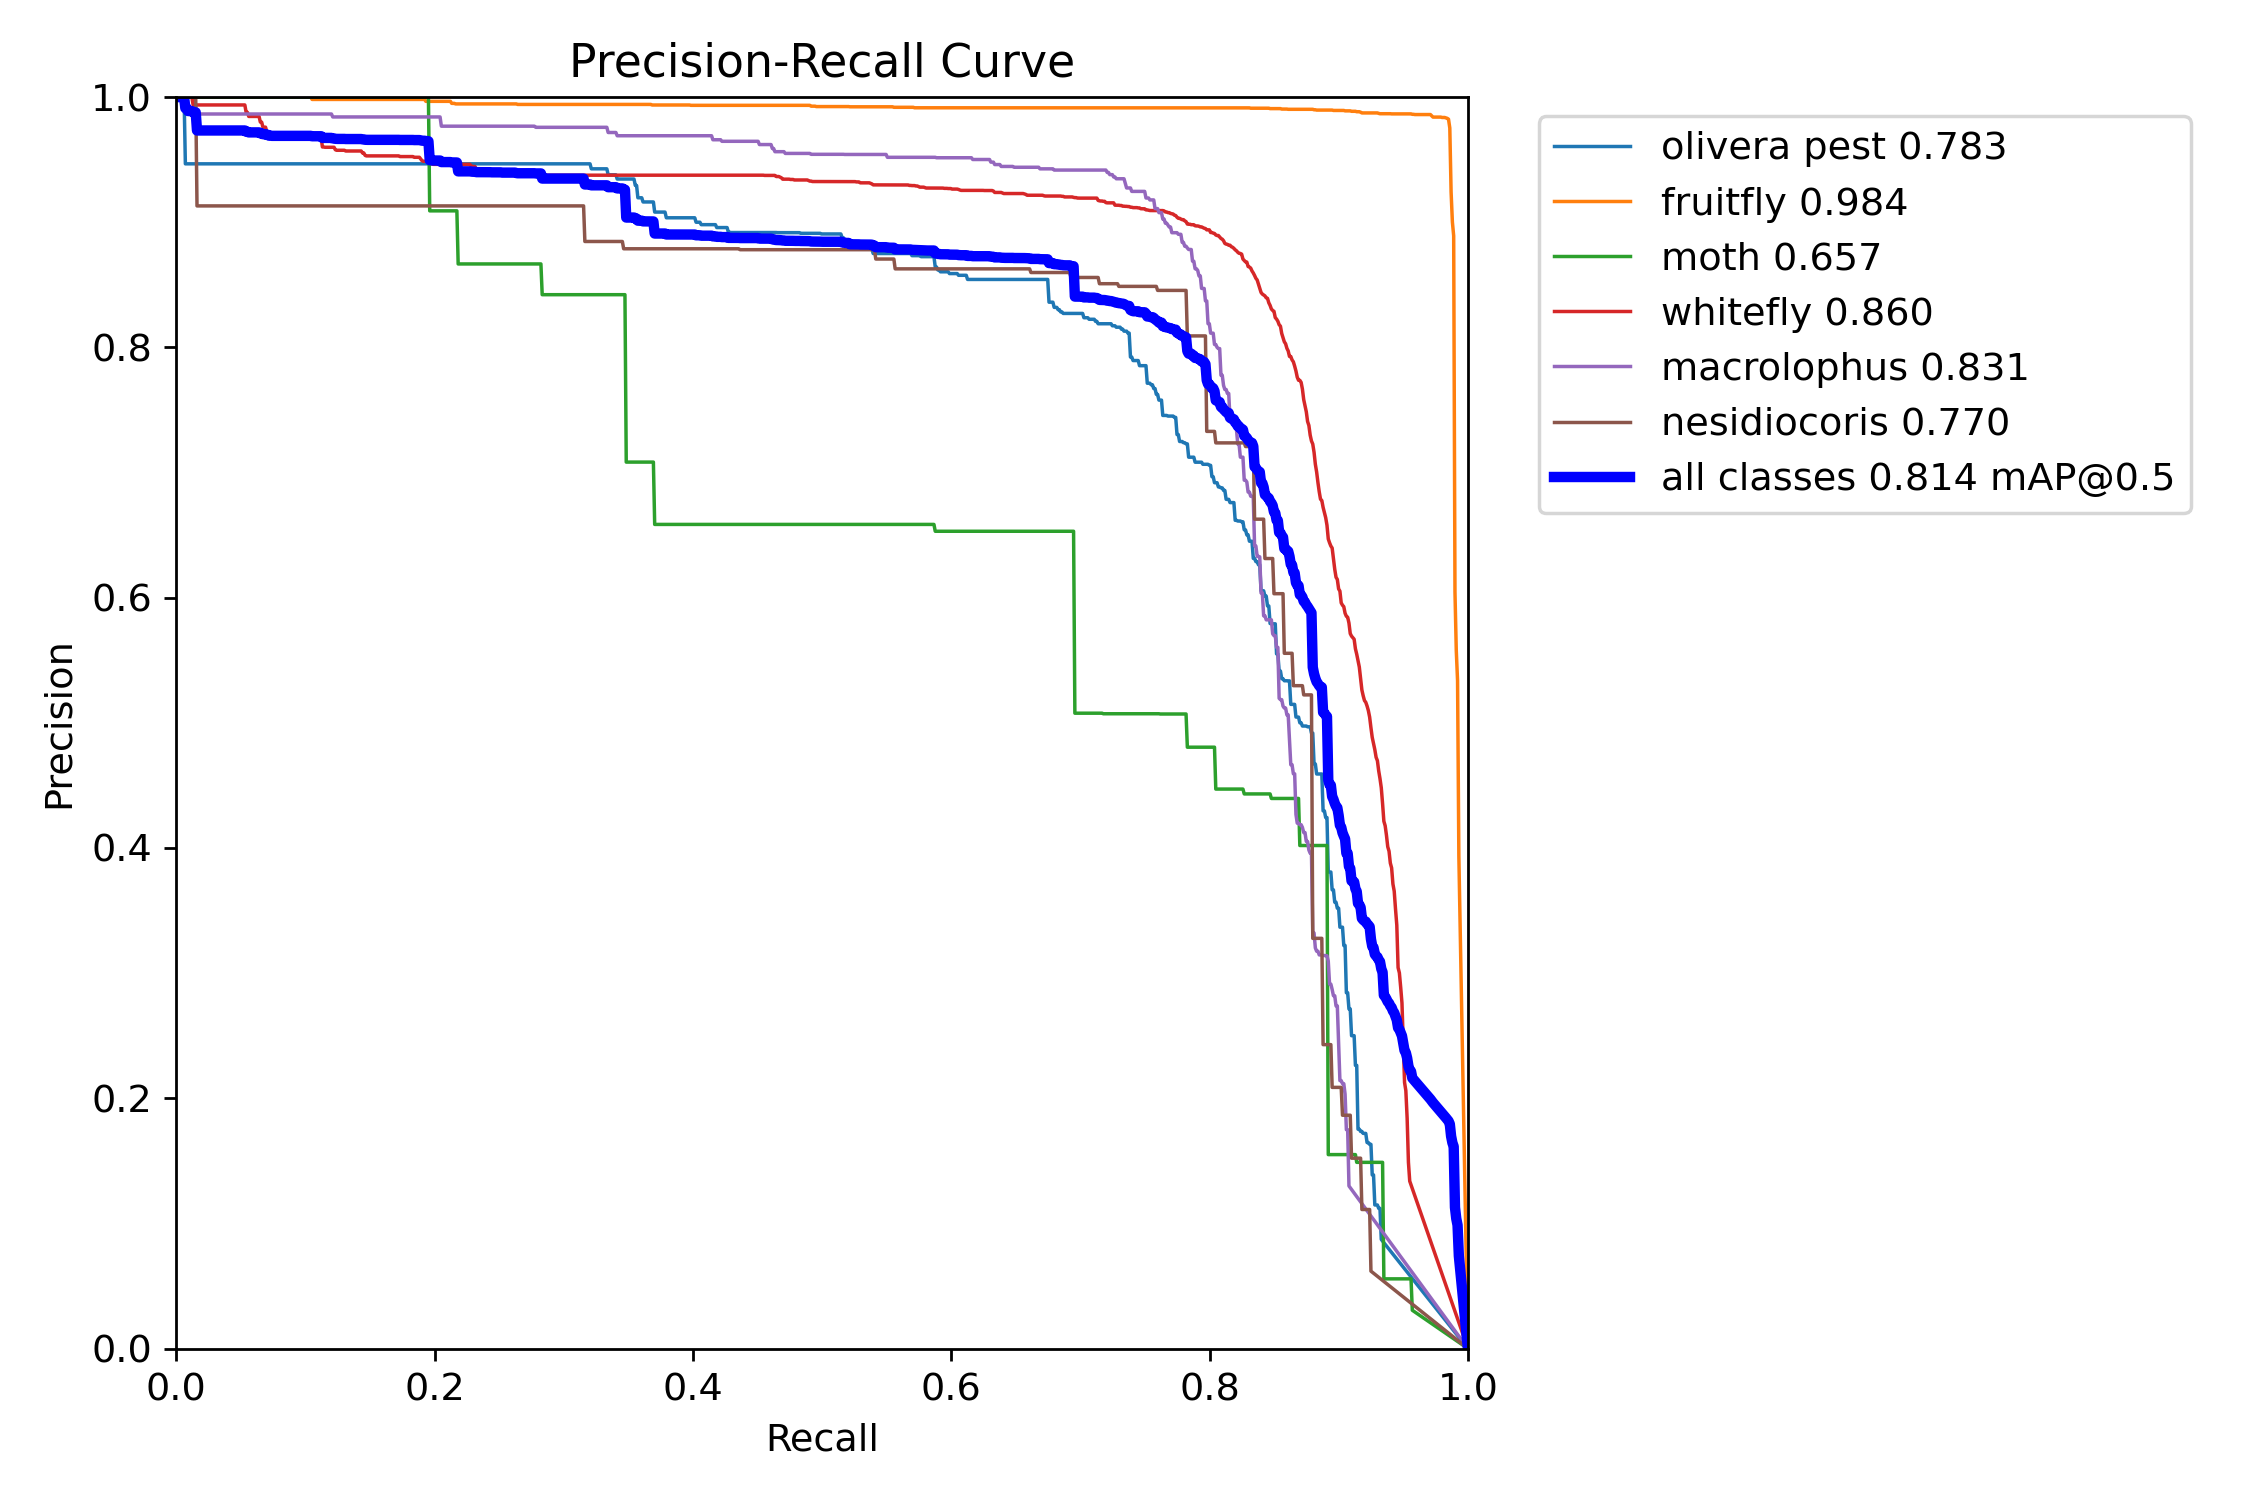 Precision-Recall Curve
1.0
0.8
0.6
0.4
0.2
0.0
Precision
0.0 0.2 0.4 0.6 0.8 1.0
Recall
olivera pest 0.783
fruitfly 0.984
moth 0.657
whitefly 0.860
macrolophus 0.831
nesidiocoris 0.770
all classes 0.814 mAP@0.5